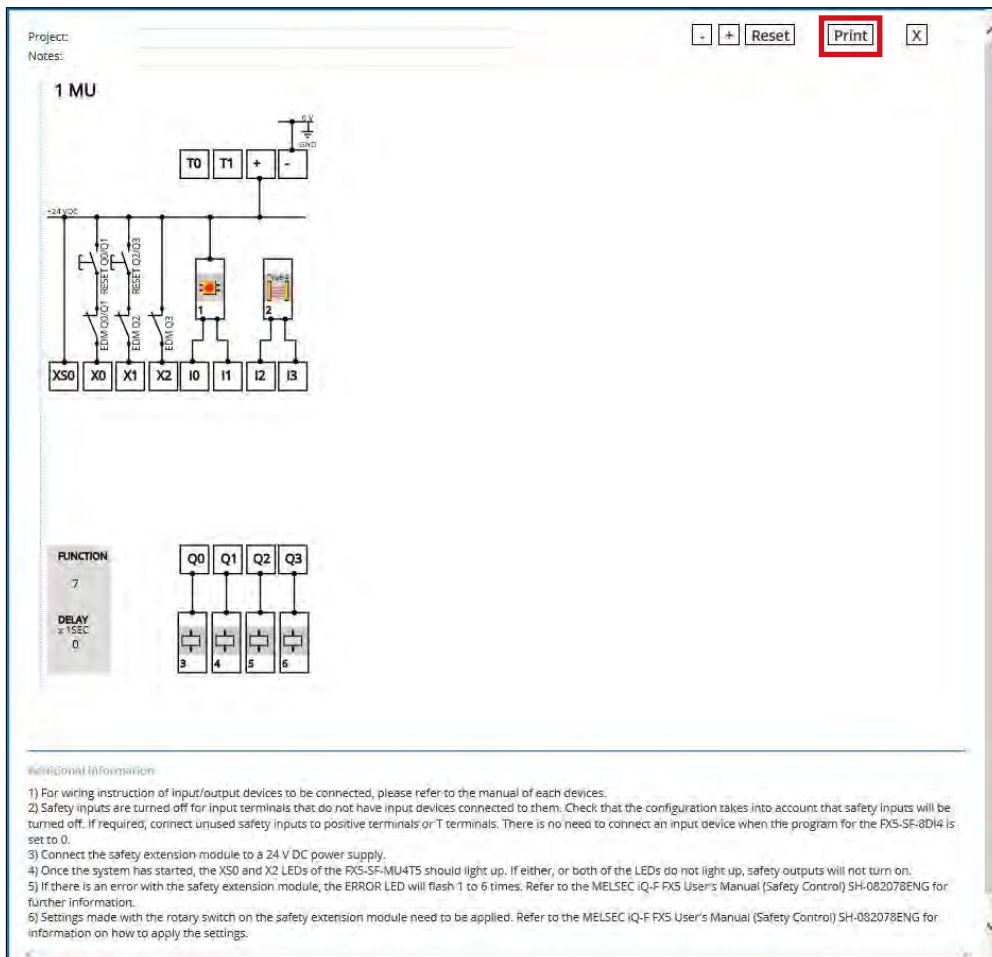 Project:
- + Reset Print X
Notes:
1 MU
0 V
GND
T0 T1 + -
+24 VDC
RESET Q0/Q1
RESET Q2/Q3
EDM Q0/Q1
EDM Q2
EDM Q3
1 2
XS0 X0 X1 X2 I0 I1 I2 I3
FUNCTION
7
DELAY
x 1SEC
0
Q0 Q1 Q2 Q3
3 4 5 6
Additional information
1) For wiring instruction of input/output devices to be connected, please refer to the manual of each devices.
2) Safety inputs are turned off for input terminals that do not have input devices connected to them. Check that the configuration takes into account that safety inputs will be
turned off. If required, connect unused safety inputs to positive terminals or T terminals. There is no need to connect an input device when the program for the FX5-SF-8DI4 is
set to 0.
3) Connect the safety extension module to a 24 V DC power supply.
4) Once the system has started, the XS0 and X2 LEDs of the FX5-SF-MU4T5 should light up. If either, or both of the LEDs do not light up, safety outputs will not turn on.
5) If there is an error with the safety extension module, the ERROR LED will flash 1 to 6 times. Refer to the MELSEC iQ-F FX5 User's Manual (Safety Control) SH-082078ENG for
further information.
6) Settings made with the rotary switch on the safety extension module need to be applied. Refer to the MELSEC iQ-F FX5 User's Manual (Safety Control) SH-082078ENG for
information on how to apply the settings.